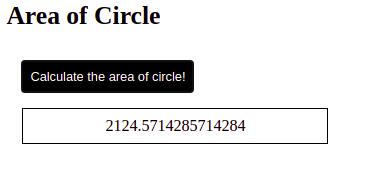 Area of Circle
Calculate the area of circle!
2124.5714285714284